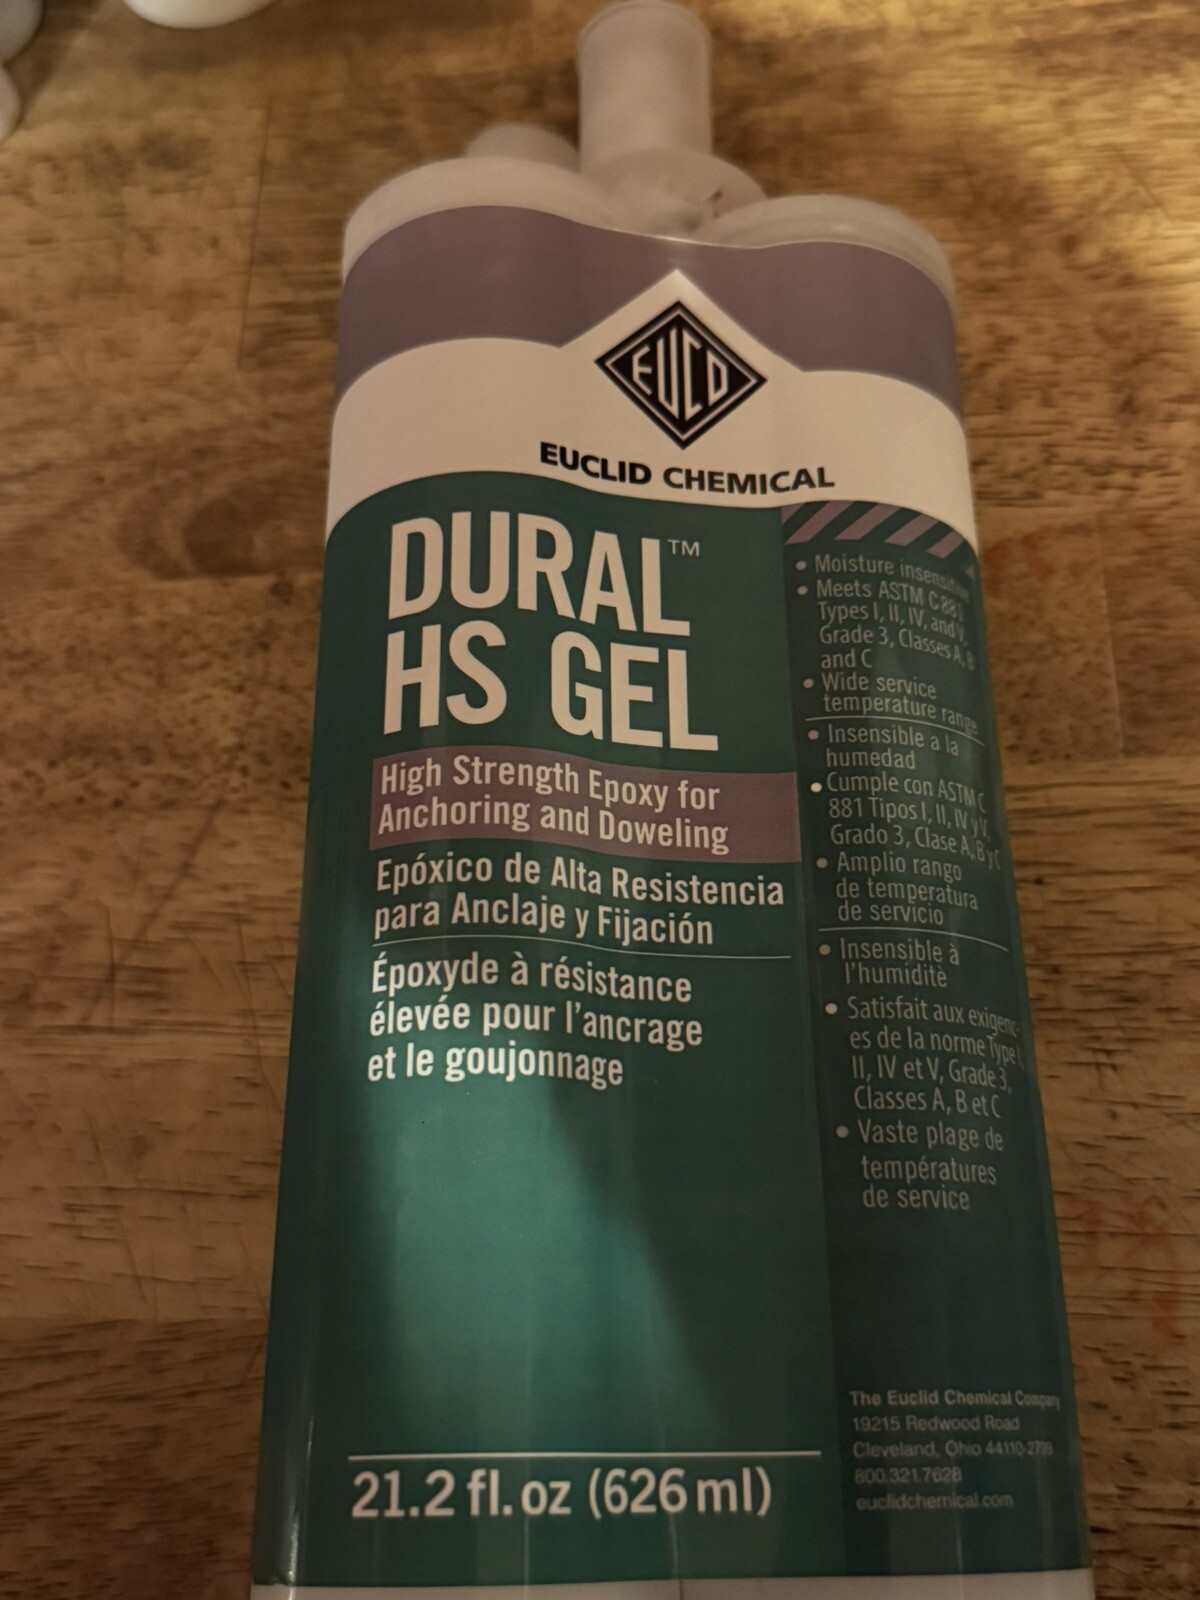 EUCO
EUCLID CHEMICAL
DURAL™
HS GEL
High Strength Epoxy for
Anchoring and Doweling
Epóxico de Alta Resistencia
para Anclaje y Fijación
Époxyde à résistance
élevée pour l'ancrage
et le goujonnage
21.2 fl. oz (626 ml)
• Moisture insensitive
• Meets ASTM C 881
Types I, II, IV, and V,
Grade 3, Classes A, B
and C
• Wide service
temperature range
• Insensible a la
humedad
• Cumple con ASTM C
881 Tipos I, II, IV y V,
Grado 3, Clase A, B y C
• Amplio rango
de temperatura
de servicio
• Insensible à
l'humiditè
• Satisfait aux exigenc-
es de la norme Type I,
II, IV et V, Grade 3,
Classes A, B et C
• Vaste plage de
températures
de service
The Euclid Chemical Company
19215 Redwood Road
Cleveland, Ohio 44110-2799
800.321.7628
euclidchemical.com